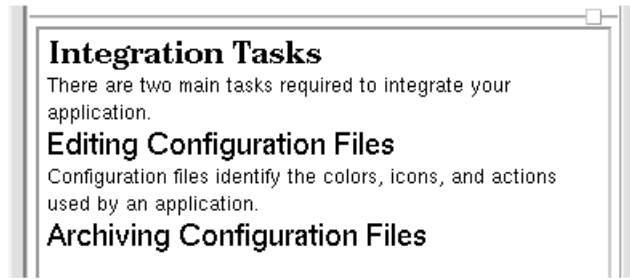 Integration Tasks
There are two main tasks required to integrate your
application.
Editing Configuration Files
Configuration files identify the colors, icons, and actions
used by an application.
Archiving Configuration Files